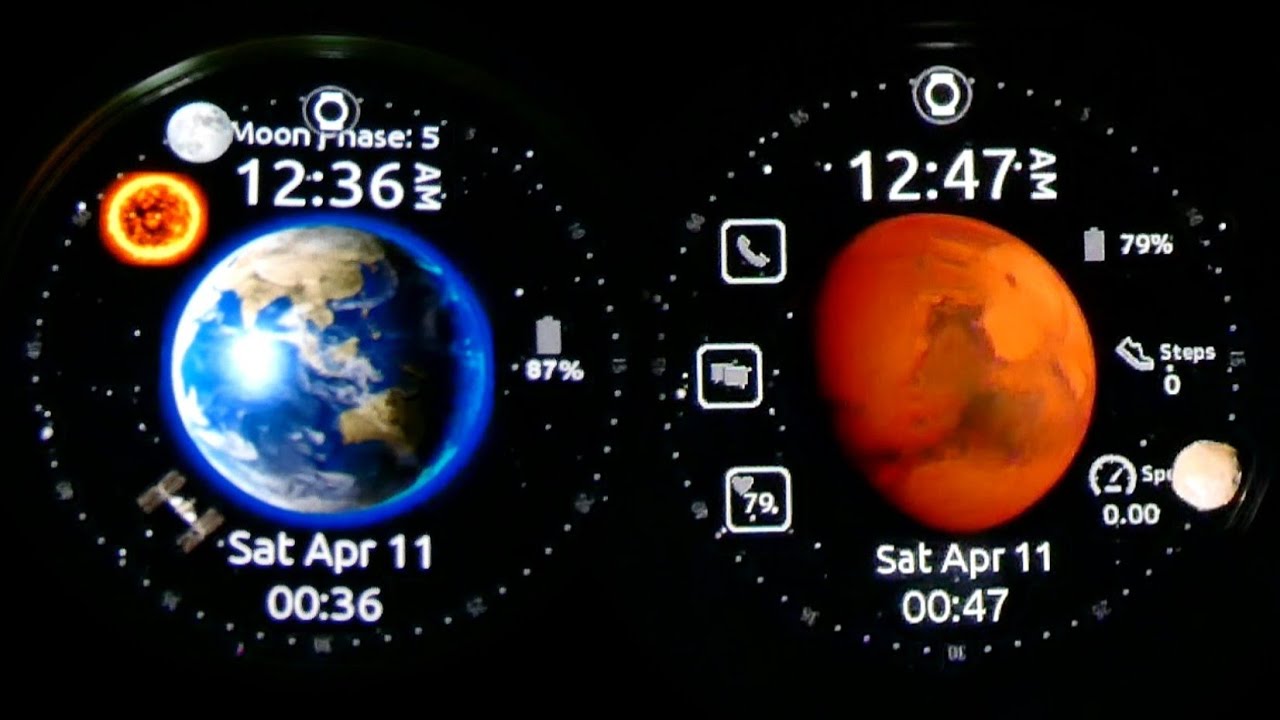 Moon Phase: 5
12:36 AM
87%
Sat Apr 11
00:36
12:47 AM
79%
Steps
0
79
Spe
0.00
Sat Apr 11
00:47